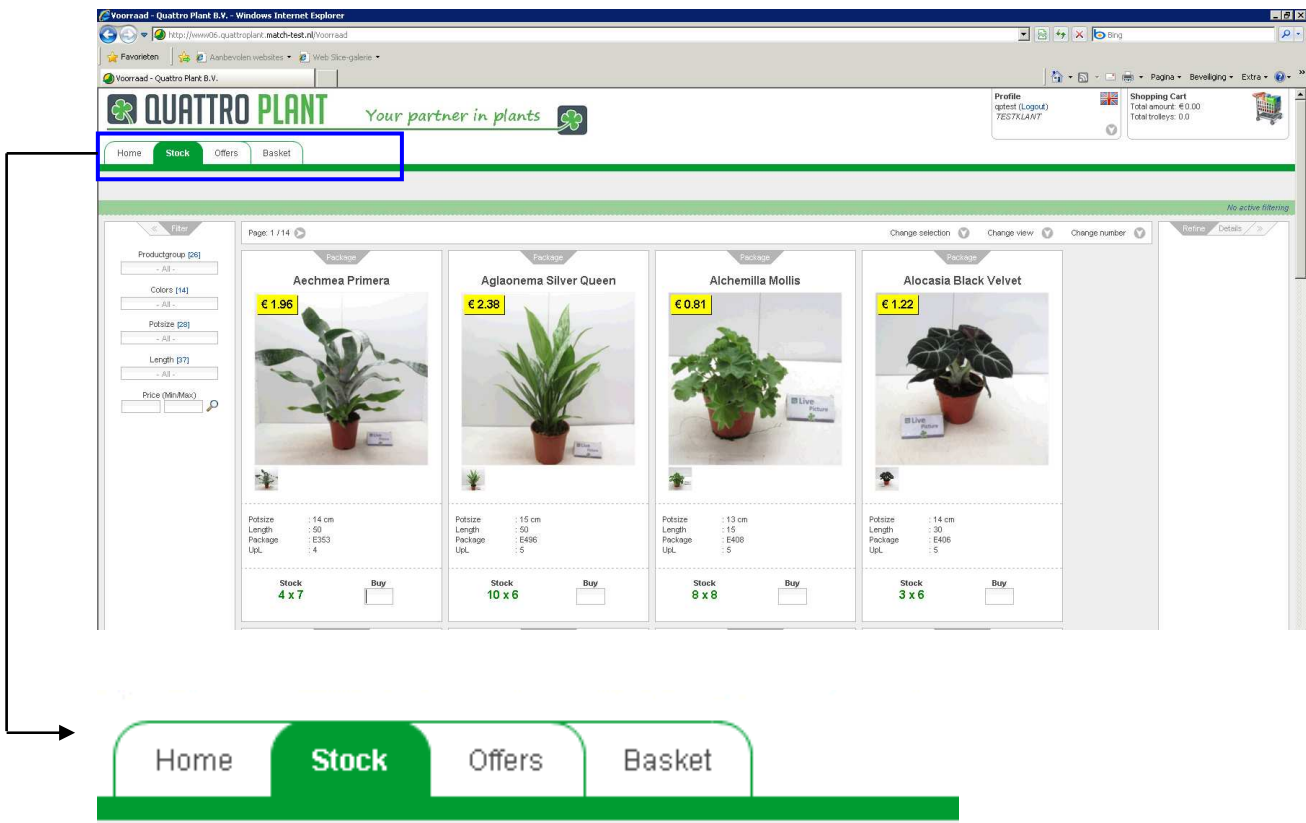 Voorraad - Quattro Plant B.V. - Windows Internet Explorer
http://www06.quattroplant.match-test.nl/Voorraad
Bing
Favorieten Aanbevolen websites Web Slice-galerie
Voorraad - Quattro Plant B.V.
Pagina Beveiliging Extra
QUATTRO PLANT Your partner in plants
Profile
qptest (Logout)
TESTKLANT
Shopping Cart
Total amount: € 0.00
Total trolleys: 0.0
Home Stock Offers Basket
No active filtering
Filter
Productgroup [26]
- All -
Colors [14]
- All -
Potsize [28]
- All -
Length [37]
- All -
Price (Min/Max)
Page: 1 / 14
Change selection Change view Change number
Refine Details
Package
Aechmea Primera
€ 1.96
Live Picture
Potsize : 14 cm
Length : 50
Package : E353
UpL : 4
Stock Buy
4 x 7
Package
Aglaonema Silver Queen
€ 2.38
Live Picture
Potsize : 15 cm
Length : 50
Package : E496
UpL : 5
Stock Buy
10 x 6
Package
Alchemilla Mollis
€ 0.81
Live
Picture
Potsize : 13 cm
Length : 15
Package : E408
UpL : 5
Stock Buy
8 x 8
Package
Alocasia Black Velvet
€ 1.22
Live
Picture
Potsize : 14 cm
Length : 30
Package : E406
UpL : 5
Stock Buy
3 x 6
Home Stock Offers Basket